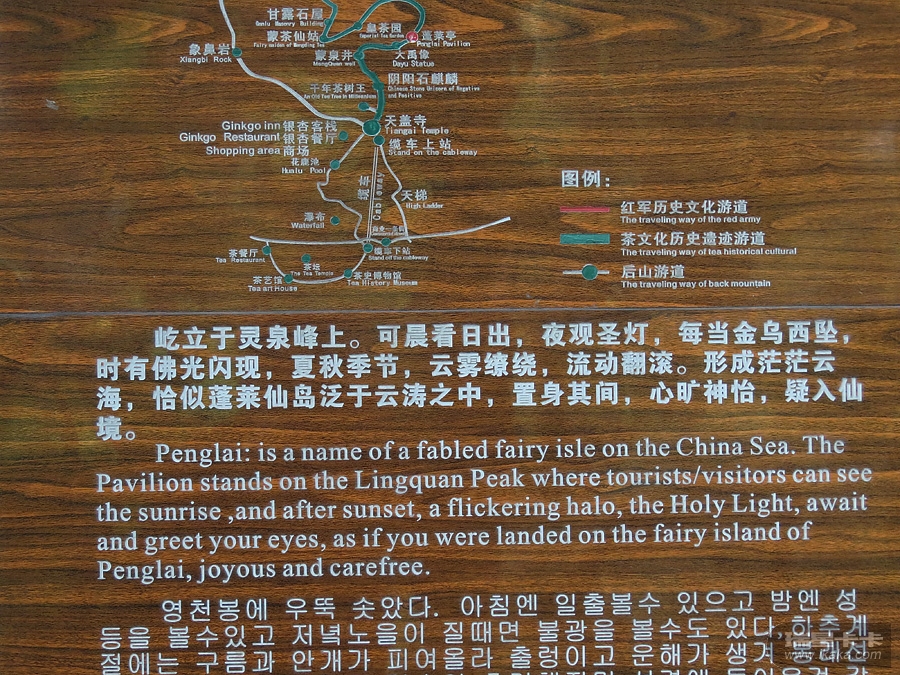 甘露石屋
Ganlu Masonry Building
皇茶园
Imperial Tea Garden
蒙茶仙姑
Fairy maiden of Mengding Tea
蓬莱亭
Penglai Pavilion
象鼻岩
Xiangbi Rock
蒙泉井
MengQuan well
大禹像
Dayu Statue
阴阳石麒麟
Chinese Stone Unicorn of Negative
and Positive
千年茶树王
An Old Tea Tree in Millennium
天盖寺
Tiangai Temple
Ginkgo inn 银杏客栈
Ginkgo Restaurant 银杏餐厅
Shopping area 商场
缆车上站
Stand on the cableway
花鹿池
Hualu Pool
缆车
Cableway
天梯
High Ladder
瀑布
Waterfall
茶餐厅
Tea Restaurant
缆车下站
Stand off the cableway
茶坛
The Tea Temple
茶艺馆
Tea art House
茶史博物馆
Tea History Museum
图例：
红军历史文化游道
The traveling way of the red army
茶文化历史遗迹游道
The traveling way of tea historical cultural
后山游道
The traveling way of back mountain
屹立于灵泉峰上。可晨看日出，夜观圣灯，每当金乌西坠，
时有佛光闪现，夏秋季节，云雾缭绕，流动翻滚。形成茫茫云
海，恰似蓬莱仙岛泛于云涛之中，置身其间，心旷神怡，疑入仙
境。
Penglai: is a name of a fabled fairy isle on the China Sea. The
Pavilion stands on the Lingquan Peak where tourists/visitors can see
the sunrise ,and after sunset, a flickering halo, the Holy Light, await
and greet your eyes, as if you were landed on the fairy island of
Penglai, joyous and carefree.
영천봉에 우뚝 솟았다. 아침엔 일출볼수 있으고 밤엔 성
등을 볼수있고 저녁노을이 질때면 불광을 볼수도 있다.하추계
절에는 구름과 안개가 피여올라 출렁이고 운해가 생겨